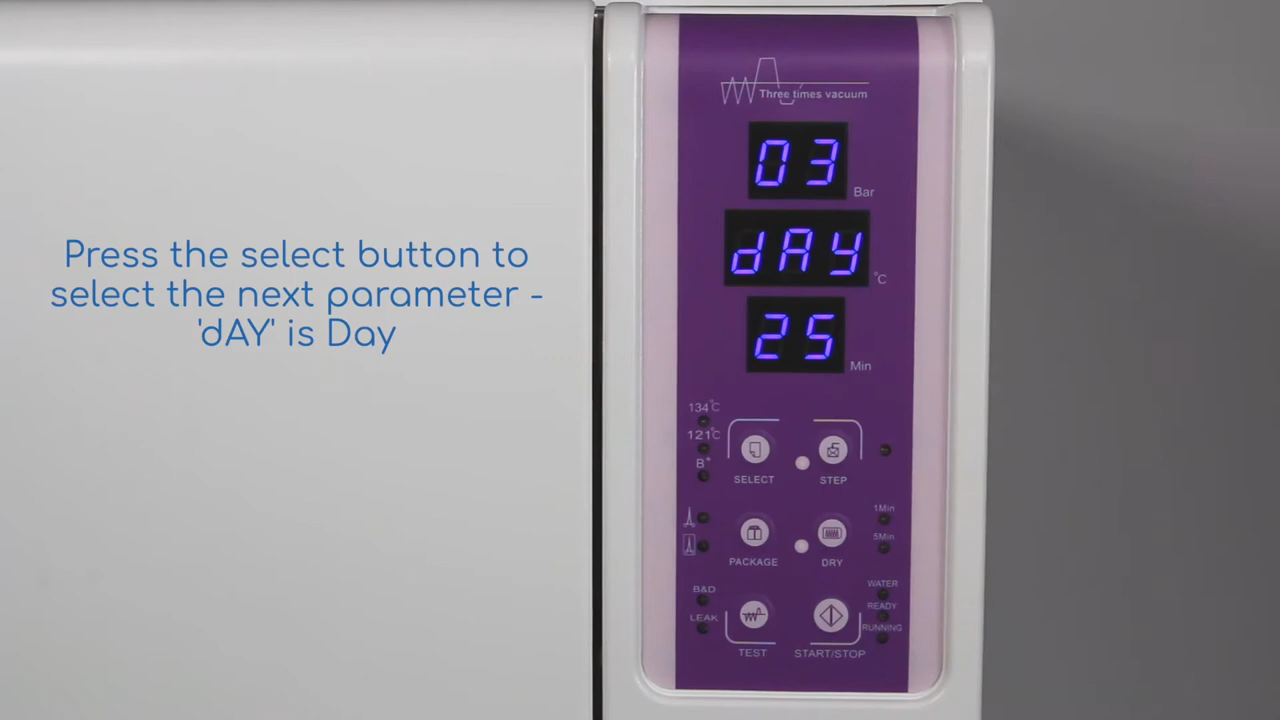 Press the select button to
select the next parameter -
'dAY' is Day
Three times vacuum
03
Bar
dAY
°C
25
Min
134°C
121°C
B+
SELECT
STEP
1Min
5Min
PACKAGE
DRY
B&D
LEAK
WATER
READY
RUNNING
TEST
START/STOP